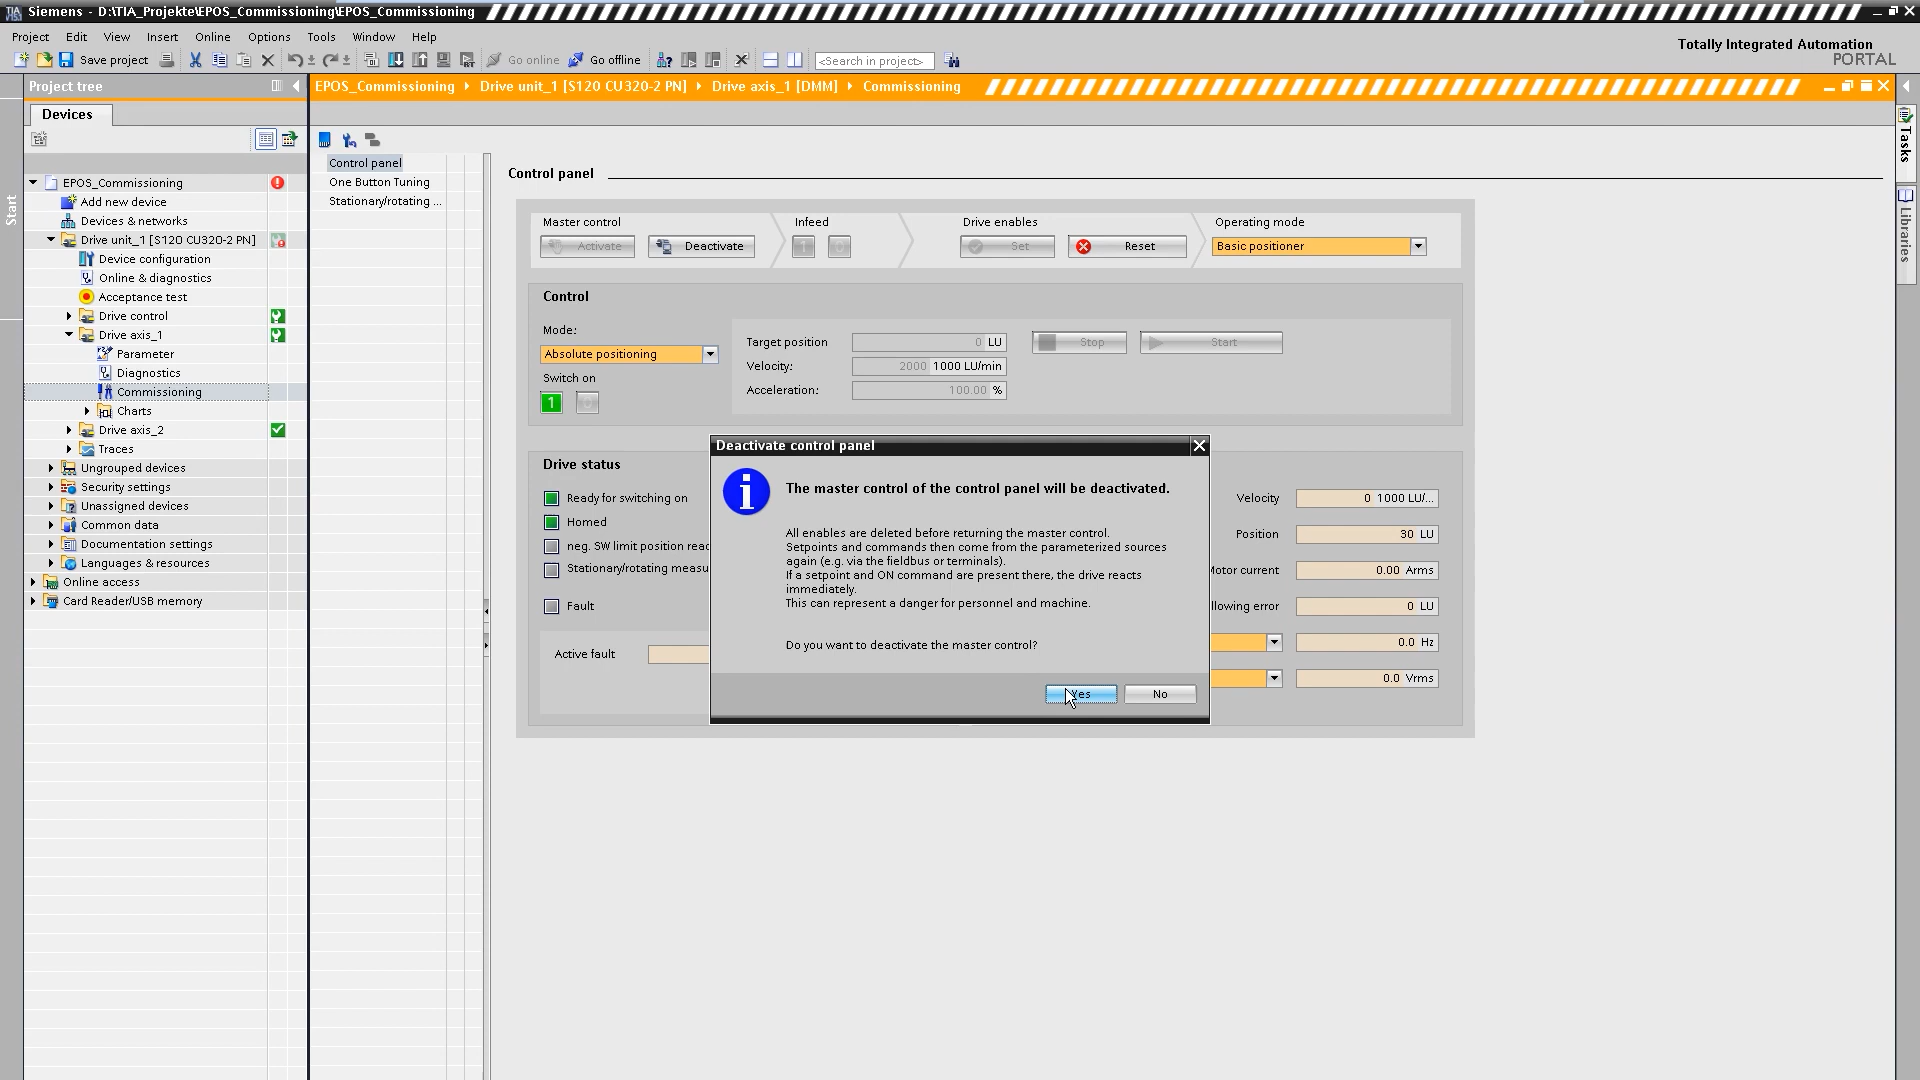 Siemens - D:\TIA_Projekte\EPOS_Commissioning\EPOS_Commissioning
Project Edit View Insert Online Options Tools Window Help
Totally Integrated Automation
PORTAL
Save project
Go online
Go offline
<Search in project>
Project tree
EPOS_Commissioning
Drive unit_1 [S120 CU320-2 PN]
Drive axis_1 [DMM]
Commissioning
Devices
Start
EPOS_Commissioning
Add new device
Devices & networks
Drive unit_1 [S120 CU320-2 PN]
Device configuration
Online & diagnostics
Acceptance test
Drive control
Drive axis_1
Parameter
Diagnostics
Commissioning
Charts
Drive axis_2
Traces
Ungrouped devices
Security settings
Unassigned devices
Common data
Documentation settings
Languages & resources
Online access
Card Reader/USB memory
Control panel
One Button Tuning
Stationary/rotating ...
Control panel
Master control
Activate
Deactivate
Infeed
1
0
Drive enables
Set
Reset
Operating mode
Basic positioner
Control
Mode:
Absolute positioning
Switch on
1
Target position
0 LU
Velocity:
2000 1000 LU/min
Acceleration:
100.00 %
Stop
Start
Drive status
Ready for switching on
Homed
neg. SW limit position reac
Stationary/rotating measu
Fault
Active fault
Velocity
0 1000 LU/...
Position
30 LU
Motor current
0.00 Arms
llowing error
0 LU
0.0 Hz
0.0 Vrms
Deactivate control panel
The master control of the control panel will be deactivated.
All enables are deleted before returning the master control.
Setpoints and commands then come from the parameterized sources
again (e.g. via the fieldbus or terminals).
If a setpoint and ON command are present there, the drive reacts
immediately.
This can represent a danger for personnel and machine.
Do you want to deactivate the master control?
Yes
No
Tasks
Libraries